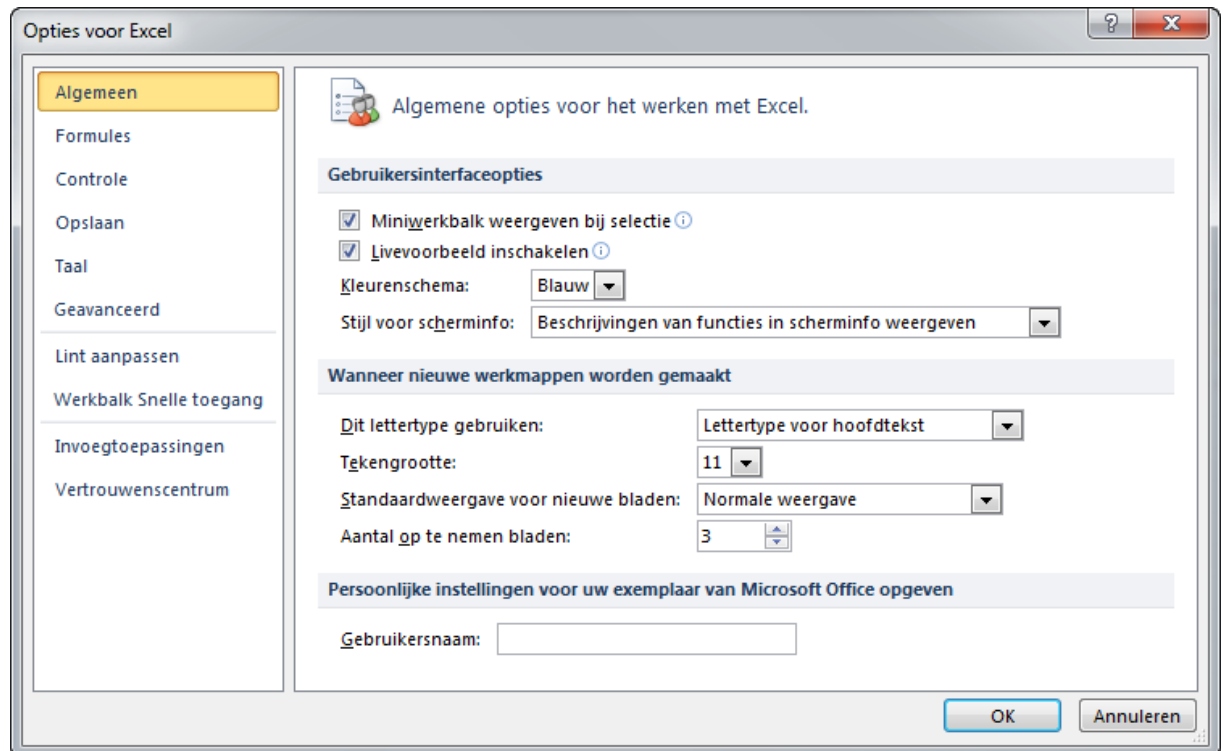 Opties voor Excel
Algemeen
Formules
Controle
Opslaan
Taal
Geavanceerd
Lint aanpassen
Werkbalk Snelle toegang
Invoegtoepassingen
Vertrouwenscentrum
Algemene opties voor het werken met Excel.
Gebruikersinterfaceopties
Miniwerkbalk weergeven bij selectie
Livevoorbeeld inschakelen
Kleurenschema: Blauw
Stijl voor scherminfo: Beschrijvingen van functies in scherminfo weergeven
Wanneer nieuwe werkmappen worden gemaakt
Dit lettertype gebruiken: Lettertype voor hoofdtekst
Tekengrootte: 11
Standaardweergave voor nieuwe bladen: Normale weergave
Aantal op te nemen bladen: 3
Persoonlijke instellingen voor uw exemplaar van Microsoft Office opgeven
Gebruikersnaam:
OK Annuleren